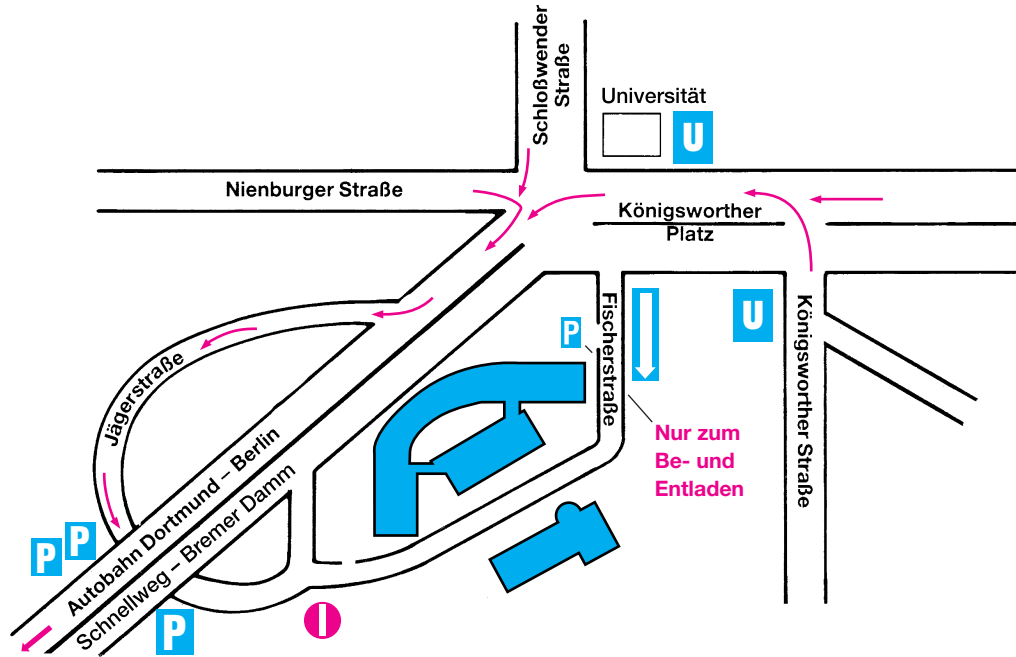 Schloßwender
Straße
Universität
U
Nienburger Straße
Königsworther
Platz
Fischerstraße
P
U
Königsworther Straße
Jägerstraße
Nur zum
Be- und
Entladen
Autobahn Dortmund – Berlin
Schnellweg – Bremer Damm
P
P
P